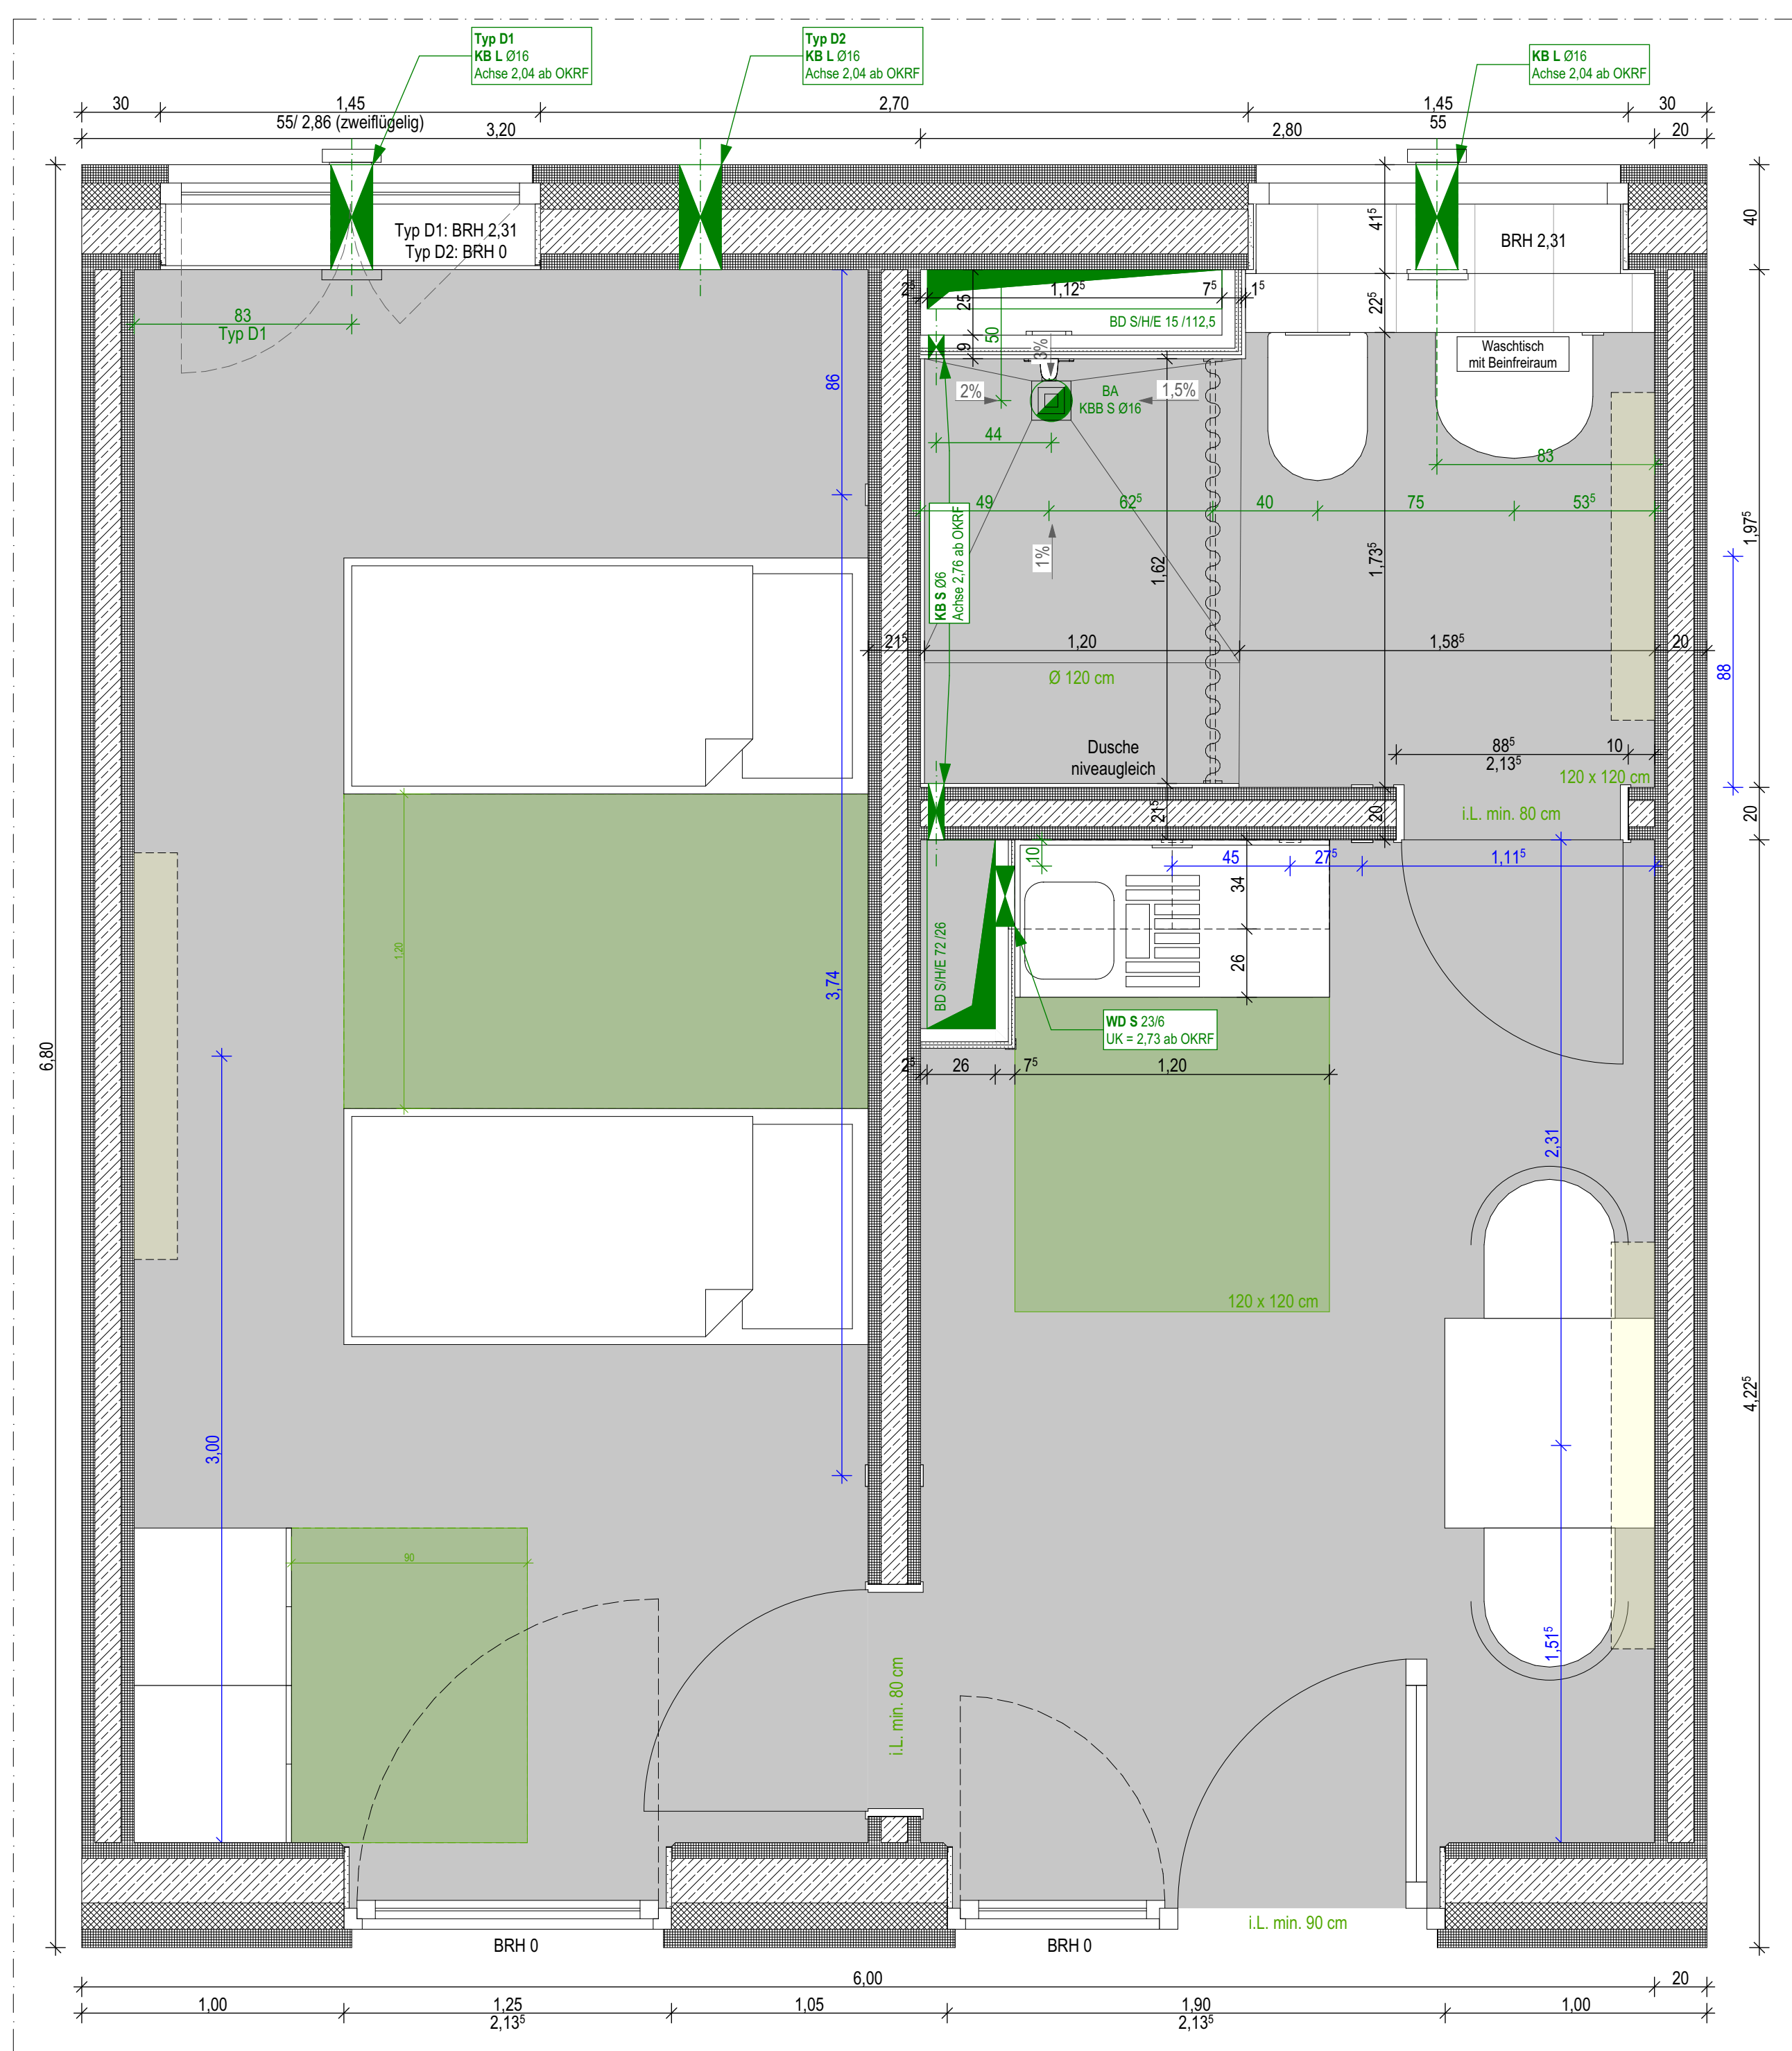 Typ D1
KB L Ø16
Achse 2,04 ab OKRF
Typ D2
KB L Ø16
Achse 2,04 ab OKRF
KB L Ø16
Achse 2,04 ab OKRF
30
1,45
2,70
1,45
30
55/ 2,86 (zweiflügelig)
55
3,20
2,80
20
Typ D1: BRH 2,31
Typ D2: BRH 0
41⁵
BRH 2,31
40
83
Typ D1
86
2⁵
25
1,12⁵
7⁵
1⁵
22⁵
BD S/H/E 15 /112,5
50
9
3%
Waschtisch
mit Beinfreiraum
2%
BA
KBB S Ø16
1,5%
44
83
49
62⁵
40
75
53⁵
KB S Ø6
Achse 2,76 ab OKRF
1%
1,62
1,73⁵
1,97⁵
21⁵
1,20
1,58⁵
20
88
Ø 120 cm
Dusche
niveaugleich
88⁵
10
2,13⁵
120 x 120 cm
21⁵
20
i.L. min. 80 cm
20
10
45
27⁵
1,11⁵
34
1,20
26
3,74
BD S/H/E 72 /26
WD S 23/6
UK = 2,73 ab OKRF
6,80
2⁵
26
7⁵
1,20
2,31
120 x 120 cm
4,22⁵
3,00
90
1,51⁵
i.L. min. 80 cm
i.L. min. 90 cm
BRH 0
BRH 0
6,00
20
1,00
1,25
1,05
1,90
1,00
2,13⁵
2,13⁵